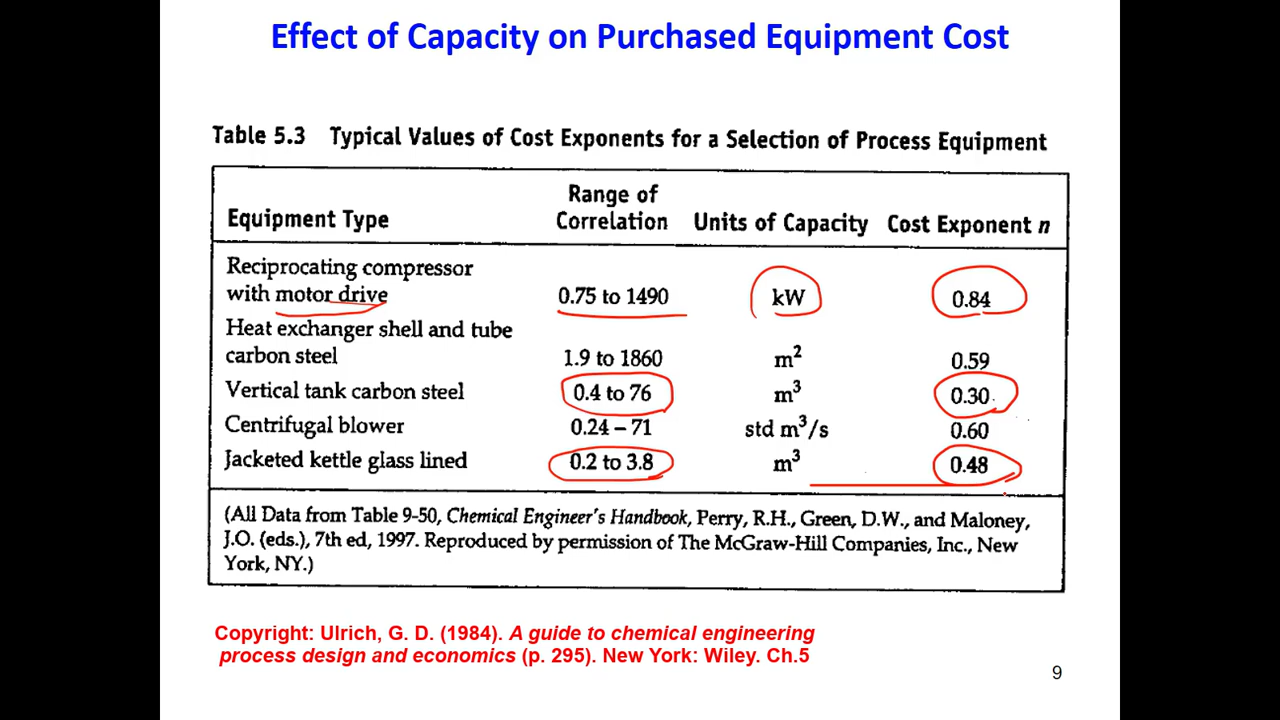 Effect of Capacity on Purchased Equipment Cost
Table 5.3 Typical Values of Cost Exponents for a Selection of Process Equipment
Equipment Type
Range of
Correlation
Units of Capacity
Cost Exponent n
Reciprocating compressor
with motor drive 0.75 to 1490 kW 0.84
Heat exchanger shell and tube
carbon steel 1.9 to 1860 m² 0.59
Vertical tank carbon steel 0.4 to 76 m³ 0.30
Centrifugal blower 0.24 – 71 std m³/s 0.60
Jacketed kettle glass lined 0.2 to 3.8 m³ 0.48
(All Data from Table 9-50, Chemical Engineer's Handbook, Perry, R.H., Green, D.W., and Maloney,
J.O. (eds.), 7th ed, 1997. Reproduced by permission of The McGraw-Hill Companies, Inc., New
York, NY.)
Copyright: Ulrich, G. D. (1984). A guide to chemical engineering
process design and economics (p. 295). New York: Wiley. Ch.5
9